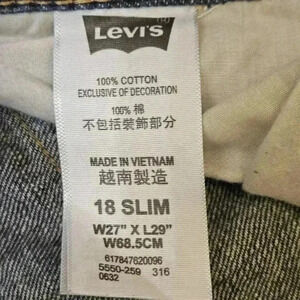 Levi's
100% COTTON
EXCLUSIVE OF DECORATION
100% 棉
不包括裝飾部分
MADE IN VIETNAM
越南製造
18 SLIM
W27" X L29"
W68.5CM
617847620096
5550-259 316
0632